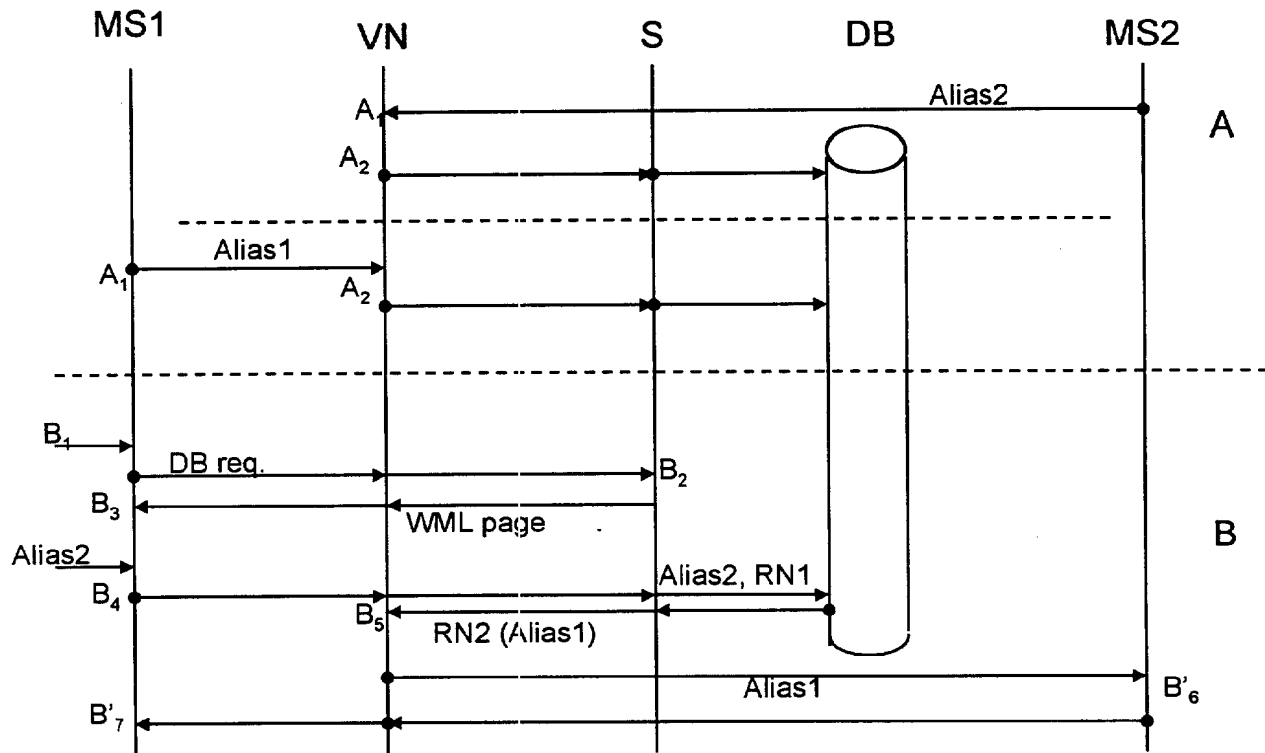 MS1 VN S DB MS2
Alias2
A₁
A
A₂
Alias1
A₁
A₂
B₁
DB req.
B₂
B₃
WML page
B
Alias2
Alias2, RN1
B₄
B₅
RN2 (Alias1)
Alias1
B'₆
B'₇